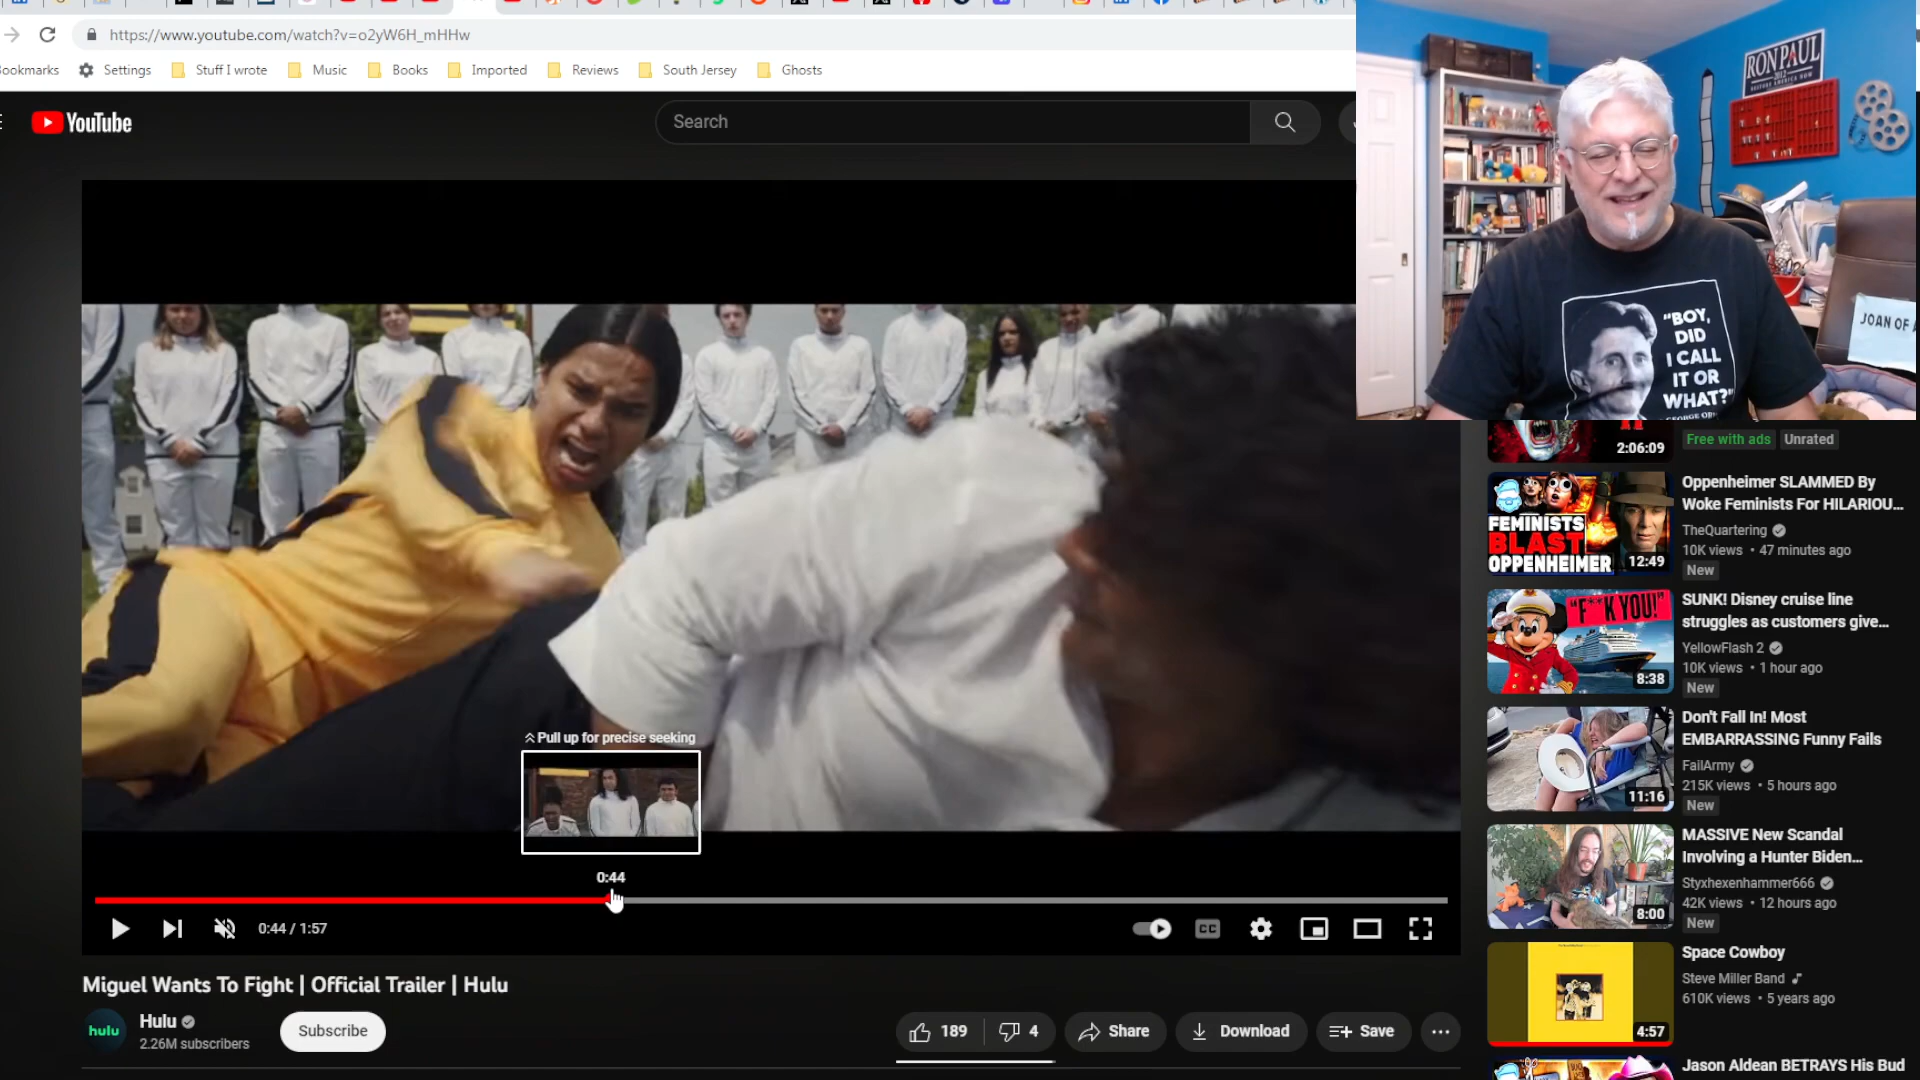 https://www.youtube.com/watch?v=o2yW6H_mHHw
ookmarks
Settings
Stuff I wrote
Music
Books
Imported
Reviews
South Jersey
Ghosts
YouTube
Search
RON PAUL
2012
RESTORE AMERICA NOW
"BOY,
DID
I CALL
IT OR
WHAT?"
JOAN OF A
Pull up for precise seeking
0:44
0:44 / 1:57
CC
Miguel Wants To Fight | Official Trailer | Hulu
hulu
Hulu
2.26M subscribers
Subscribe
189
4
Share
Download
Save
2:06:09
Free with ads
Unrated
FEMINISTS
BLAST
OPPENHEIMER
12:49
Oppenheimer SLAMMED By
Woke Feminists For HILARIOU...
TheQuartering
10K views • 47 minutes ago
New
"F**K YOU!"
8:38
SUNK! Disney cruise line
struggles as customers give...
YellowFlash 2
10K views • 1 hour ago
New
11:16
Don't Fall In! Most
EMBARRASSING Funny Fails
FailArmy
215K views • 5 hours ago
New
8:00
MASSIVE New Scandal
Involving a Hunter Biden...
Styxhexenhammer666
42K views • 12 hours ago
New
4:57
Space Cowboy
Steve Miller Band
610K views • 5 years ago
Jason Aldean BETRAYS His Bud